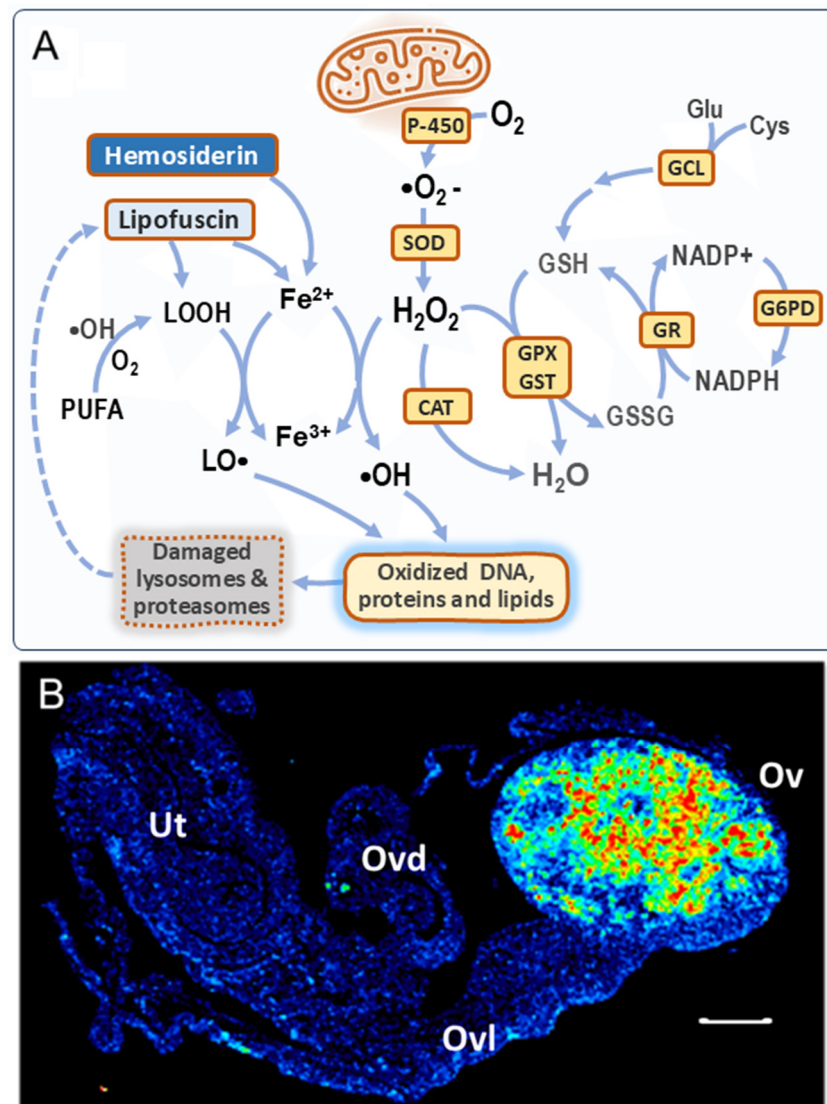 A
P-450
O2
Glu
Cys
Hemosiderin
•O2 -
GCL
Lipofuscin
SOD
GSH
NADP+
LOOH
Fe2+
H2O2
•OH
O2
G6PD
GR
GPX
GST
PUFA
CAT
NADPH
GSSG
Fe3+
LO•
•OH
H2O
Damaged
lysosomes &
proteasomes
Oxidized DNA,
proteins and lipids
B
Ov
Ut
Ovd
Ovl